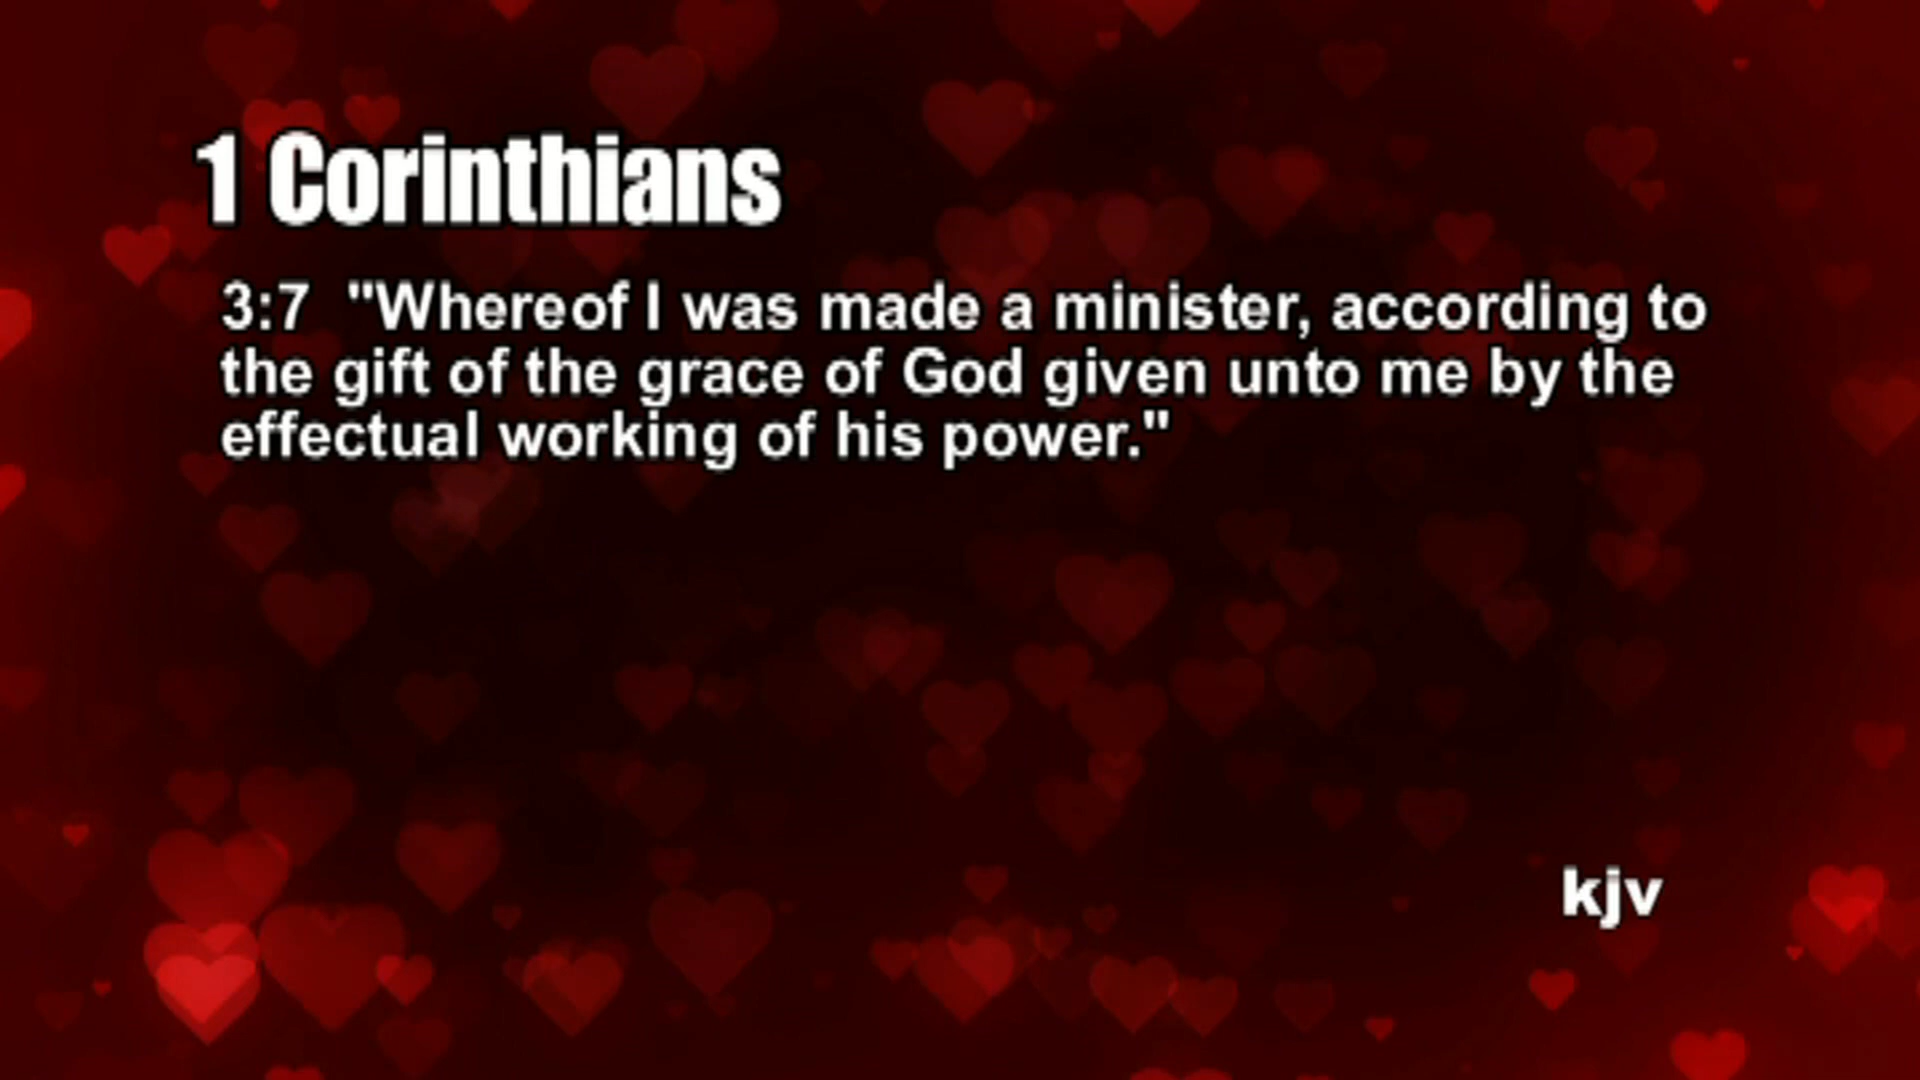 1 Corinthians
3:7 "Whereof I was made a minister, according to
the gift of the grace of God given unto me by the
effectual working of his power."
kjv